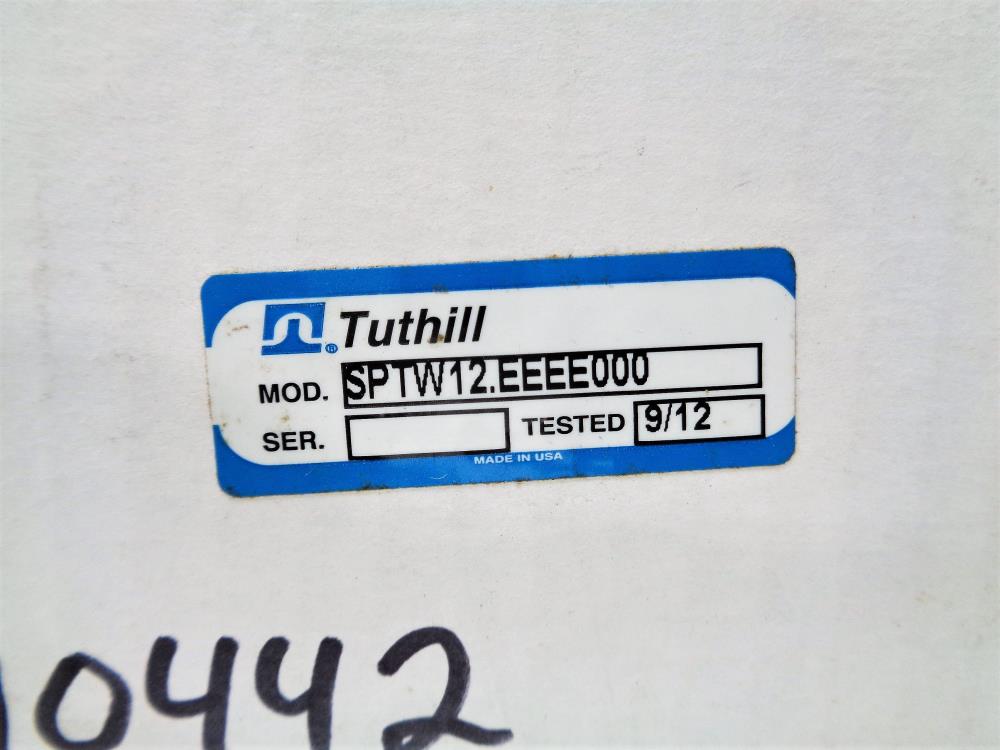 Tuthill
MOD. SPTW12.EEEE000
SER. TESTED 9/12
MADE IN USA
0442